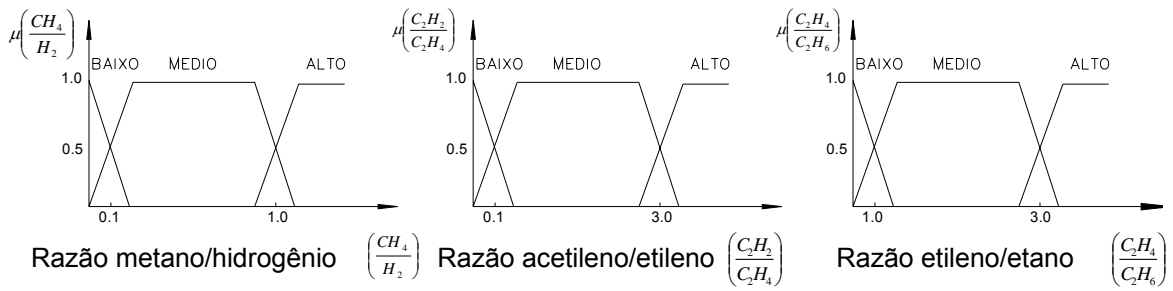 μ(CH₄/H₂) μ(C₂H₂/C₂H₄) μ(C₂H₄/C₂H₆)
BAIXO MEDIO ALTO BAIXO MEDIO ALTO BAIXO MEDIO ALTO
1.0 1.0 1.0
0.5 0.5 0.5
0.1 1.0 0.1 3.0 1.0 3.0
Razão metano/hidrogênio (CH₄/H₂) Razão acetileno/etileno (C₂H₂/C₂H₄) Razão etileno/etano (C₂H₄/C₂H₆)